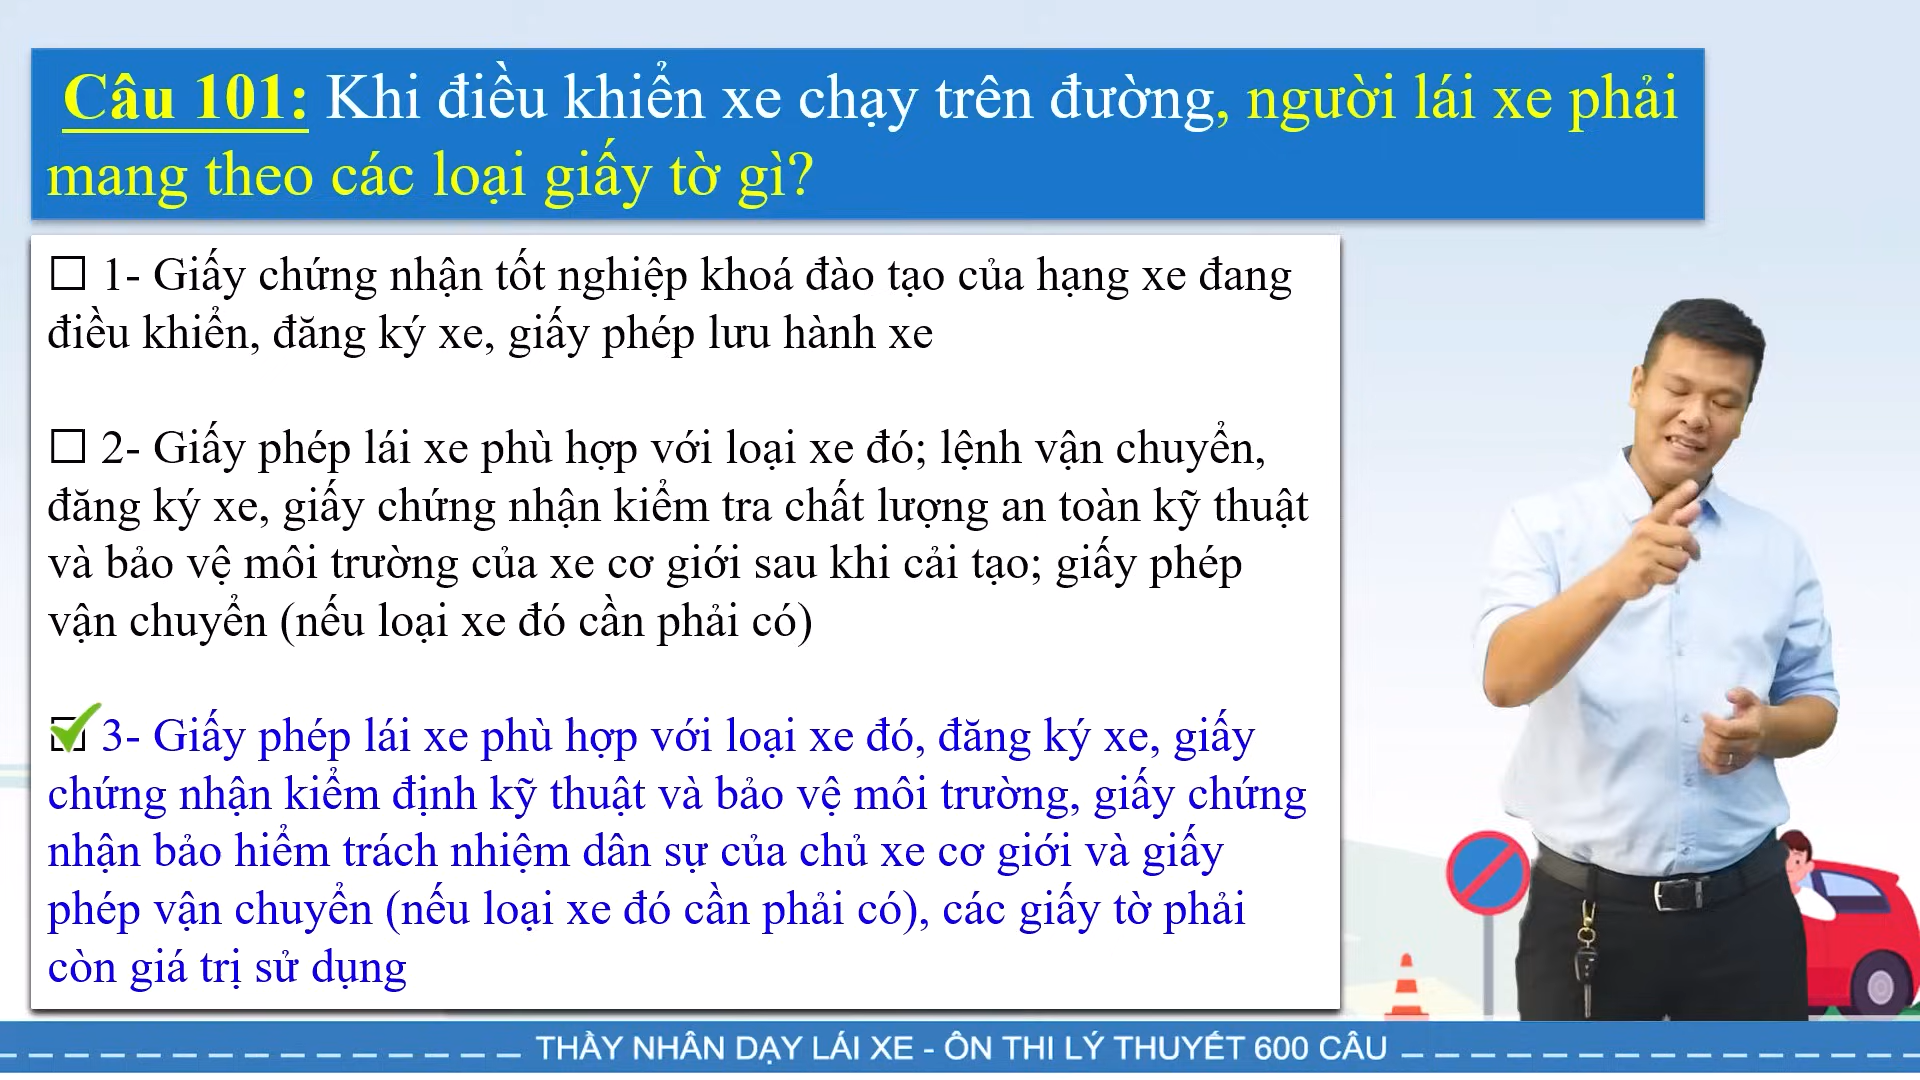 Câu 101: Khi điều khiển xe chạy trên đường, người lái xe phải
mang theo các loại giấy tờ gì?
☐ 1- Giấy chứng nhận tốt nghiệp khoá đào tạo của hạng xe đang
điều khiển, đăng ký xe, giấy phép lưu hành xe
☐ 2- Giấy phép lái xe phù hợp với loại xe đó; lệnh vận chuyển,
đăng ký xe, giấy chứng nhận kiểm tra chất lượng an toàn kỹ thuật
và bảo vệ môi trường của xe cơ giới sau khi cải tạo; giấy phép
vận chuyển (nếu loại xe đó cần phải có)
☑ 3- Giấy phép lái xe phù hợp với loại xe đó, đăng ký xe, giấy
chứng nhận kiểm định kỹ thuật và bảo vệ môi trường, giấy chứng
nhận bảo hiểm trách nhiệm dân sự của chủ xe cơ giới và giấy
phép vận chuyển (nếu loại xe đó cần phải có), các giấy tờ phải
còn giá trị sử dụng
THẦY NHÂN DẠY LÁI XE - ÔN THI LÝ THUYẾT 600 CÂU